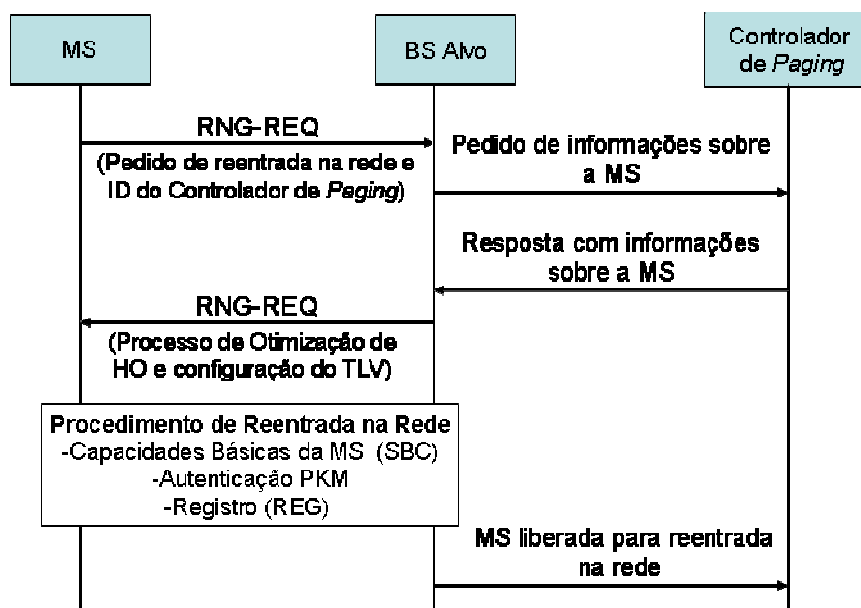 MS
BS Alvo
Controlador
de Paging
RNG-REQ
(Pedido de reentrada na rede e
ID do Controlador de Paging)
Pedido de informações sobre
a MS
Resposta com informações
sobre a MS
RNG-REQ
(Processo de Otimização de
HO e configuração do TLV)
Procedimento de Reentrada na Rede
-Capacidades Básicas da MS (SBC)
-Autenticação PKM
-Registro (REG)
MS liberada para reentrada
na rede